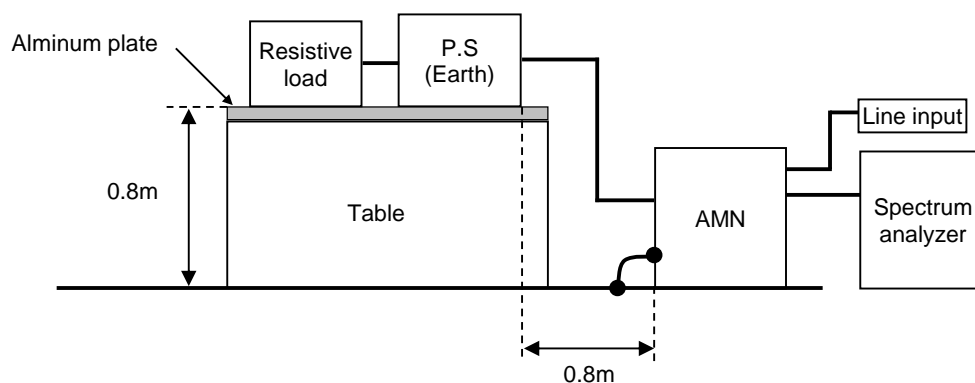 Alminum plate
Resistive
load
P.S
(Earth)
Line input
0.8m
Table
AMN
Spectrum
analyzer
0.8m